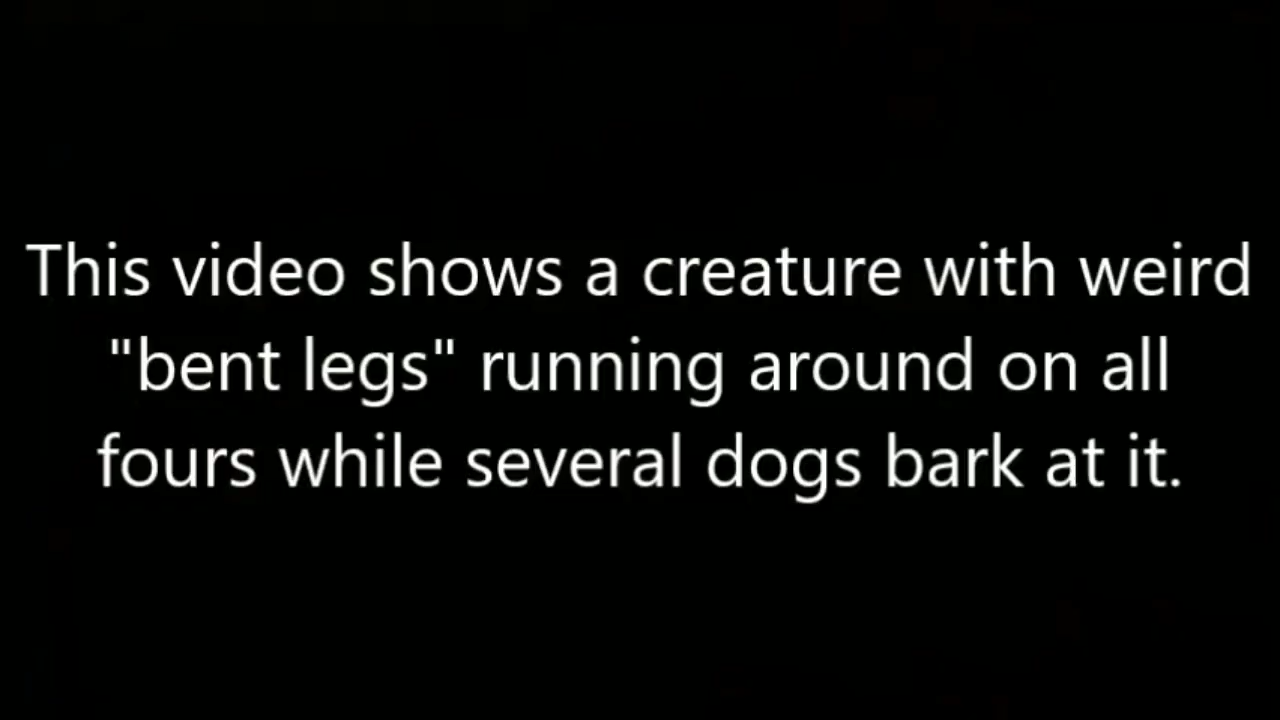 This video shows a creature with weird
"bent legs" running around on all
fours while several dogs bark at it.